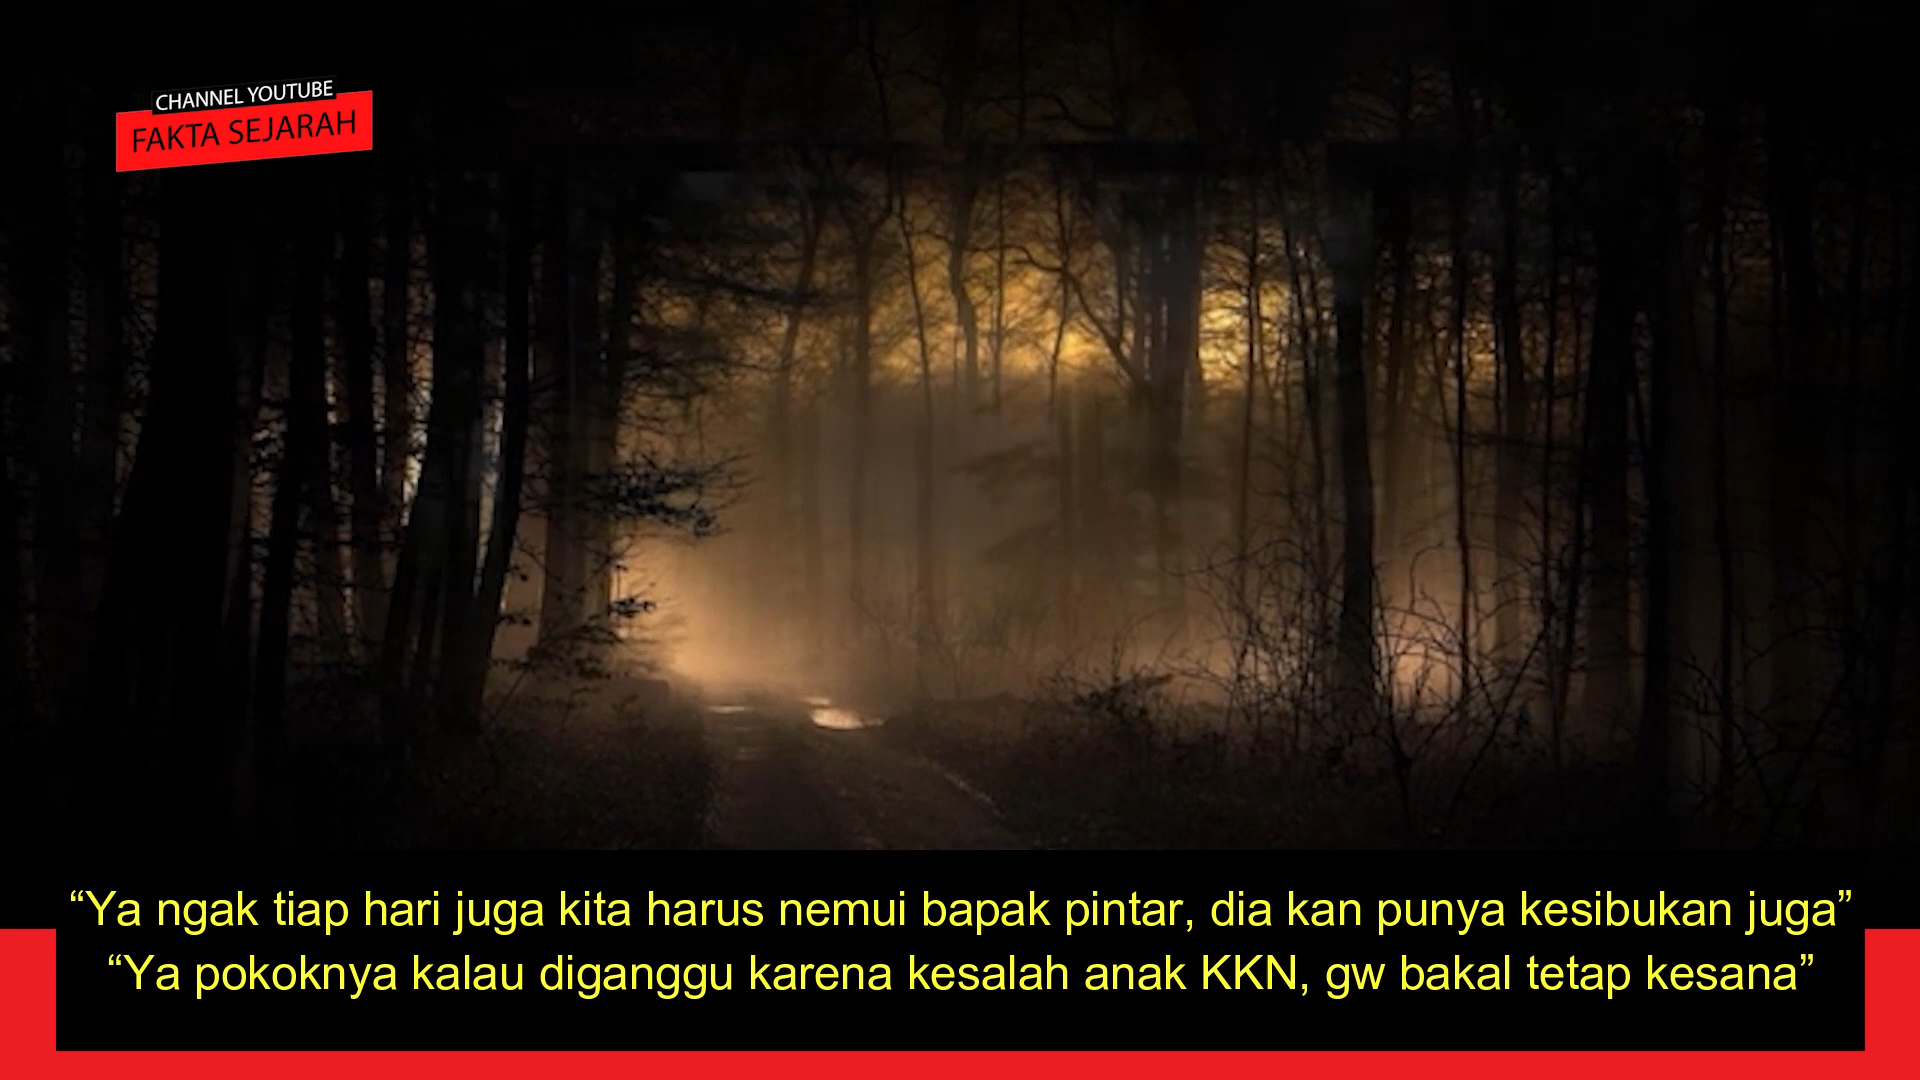 CHANNEL YOUTUBE
FAKTA SEJARAH
“Ya ngak tiap hari juga kita harus nemui bapak pintar, dia kan punya kesibukan juga”
“Ya pokoknya kalau diganggu karena kesalah anak KKN, gw bakal tetap kesana”